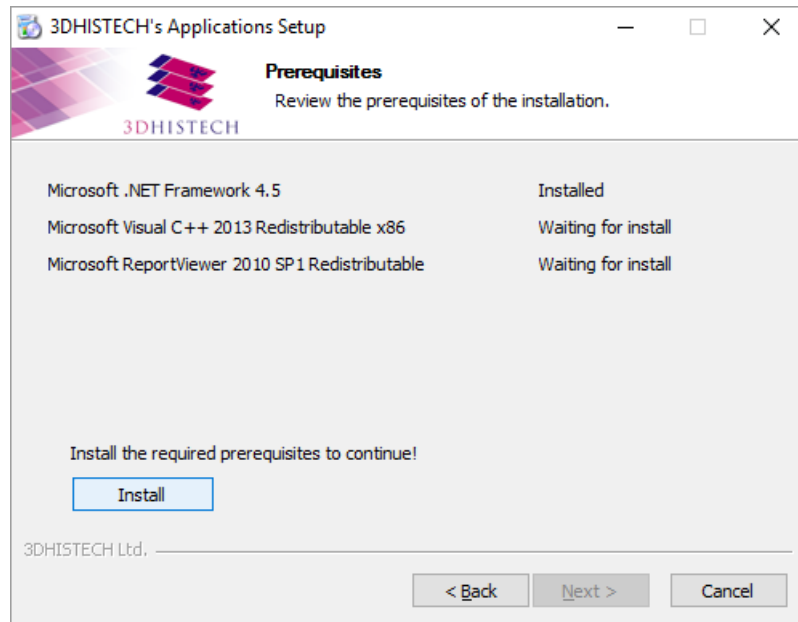 3DHISTECH's Applications Setup
Prerequisites
Review the prerequisites of the installation.
3DHISTECH
Microsoft .NET Framework 4.5 Installed
Microsoft Visual C++ 2013 Redistributable x86 Waiting for install
Microsoft ReportViewer 2010 SP1 Redistributable Waiting for install
Install the required prerequisites to continue!
Install
3DHISTECH Ltd.
< Back Next > Cancel